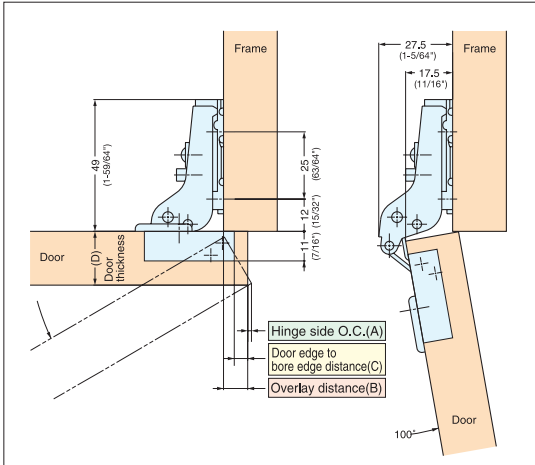 Frame
49
(1-59/64")
25
(63/64")
12
(15/32")
11
(7/16")
Door
(D)
Door
thickness
Hinge side O.C.(A)
Door edge to
bore edge distance(C)
Overlay distance(B)
27.5
(1-5/64")
17.5
(11/16")
Frame
Door
100°